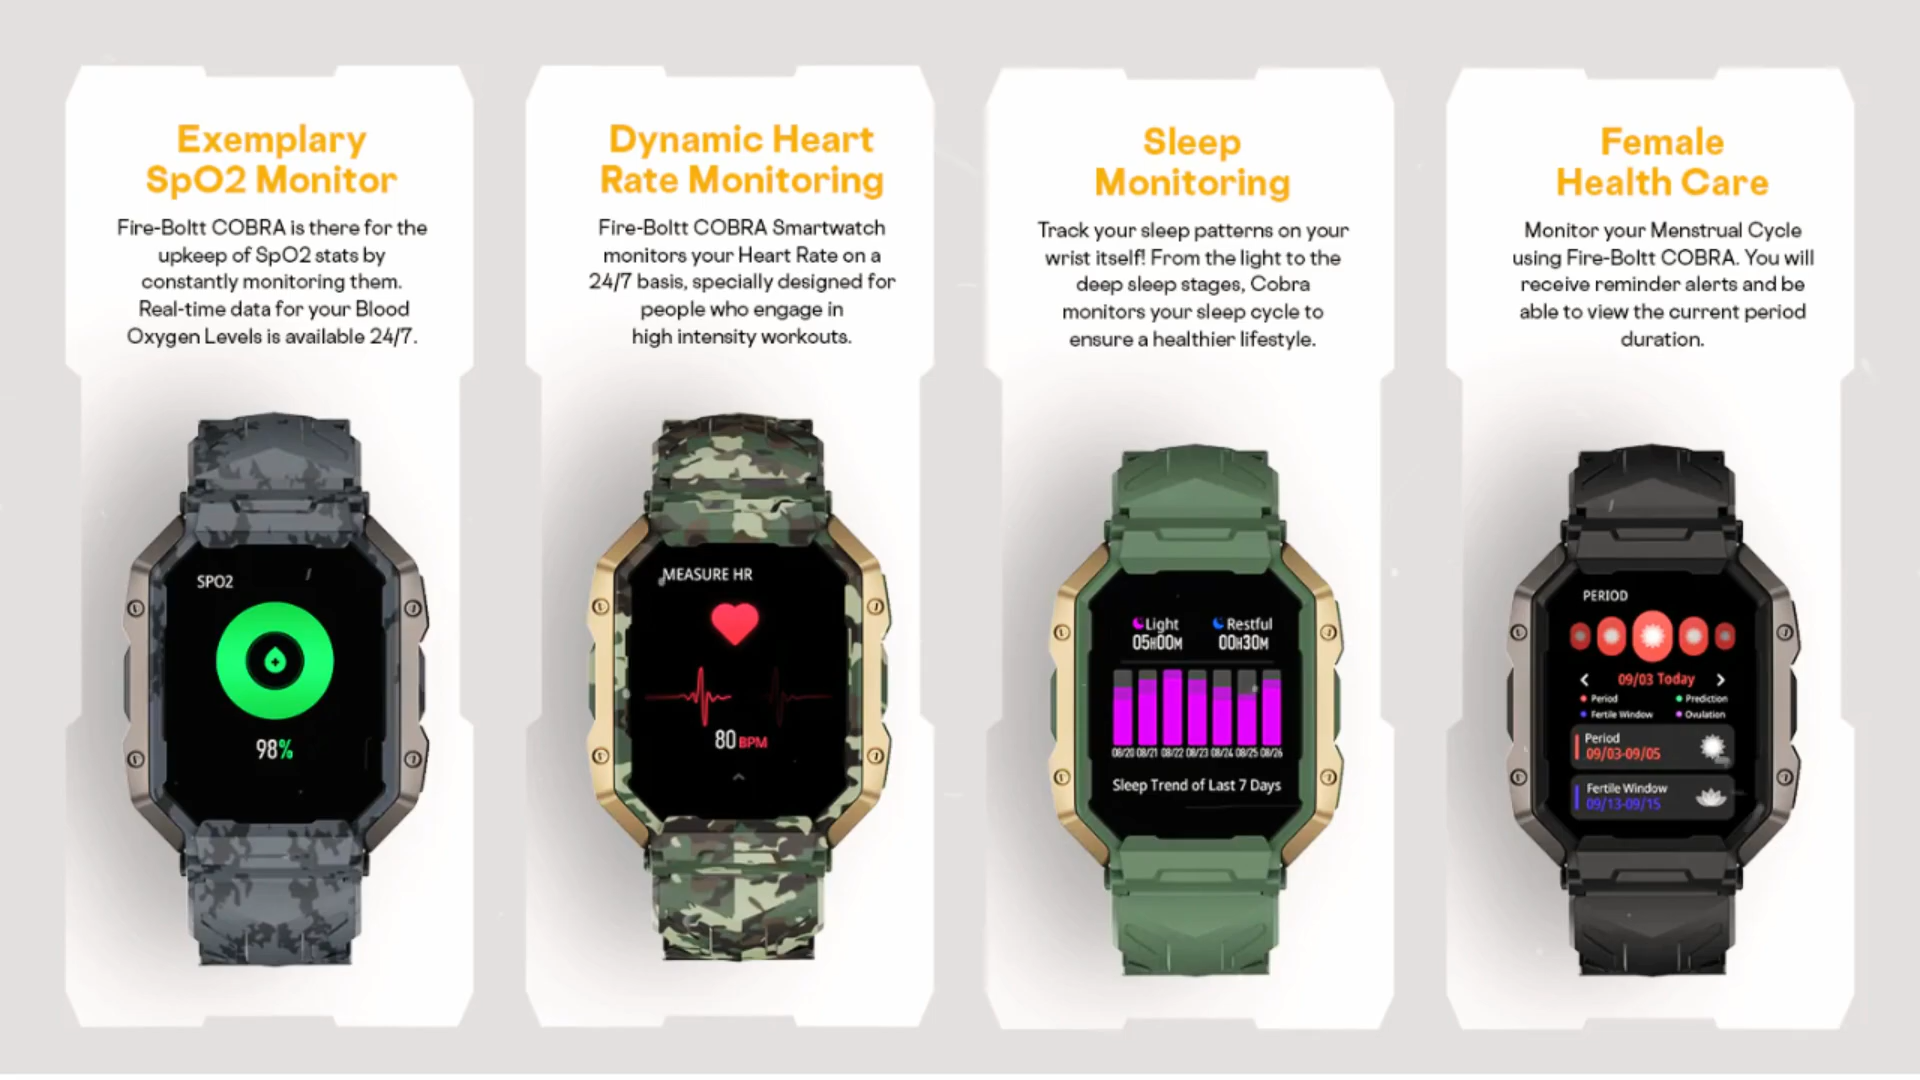 Exemplary
SpO2 Monitor
Fire-Boltt COBRA is there for the
upkeep of SpO2 stats by
constantly monitoring them.
Real-time data for your Blood
Oxygen Levels is available 24/7.
SPO2
98%
Dynamic Heart
Rate Monitoring
Fire-Boltt COBRA Smartwatch
monitors your Heart Rate on a
24/7 basis, specially designed for
people who engage in
high intensity workouts.
MEASURE HR
80 BPM
Sleep
Monitoring
Track your sleep patterns on your
wrist itself! From the light to the
deep sleep stages, Cobra
monitors your sleep cycle to
ensure a healthier lifestyle.
Light Restful
05H00M 00H30M
08/20 08/21 08/22 08/23 08/24 08/25 08/26
Sleep Trend of Last 7 Days
Female
Health Care
Monitor your Menstrual Cycle
using Fire-Boltt COBRA. You will
receive reminder alerts and be
able to view the current period
duration.
PERIOD
09/03 Today
Period Prediction
Fertile Window Ovulation
Period
09/03-09/05
Fertile Window
09/13-09/15